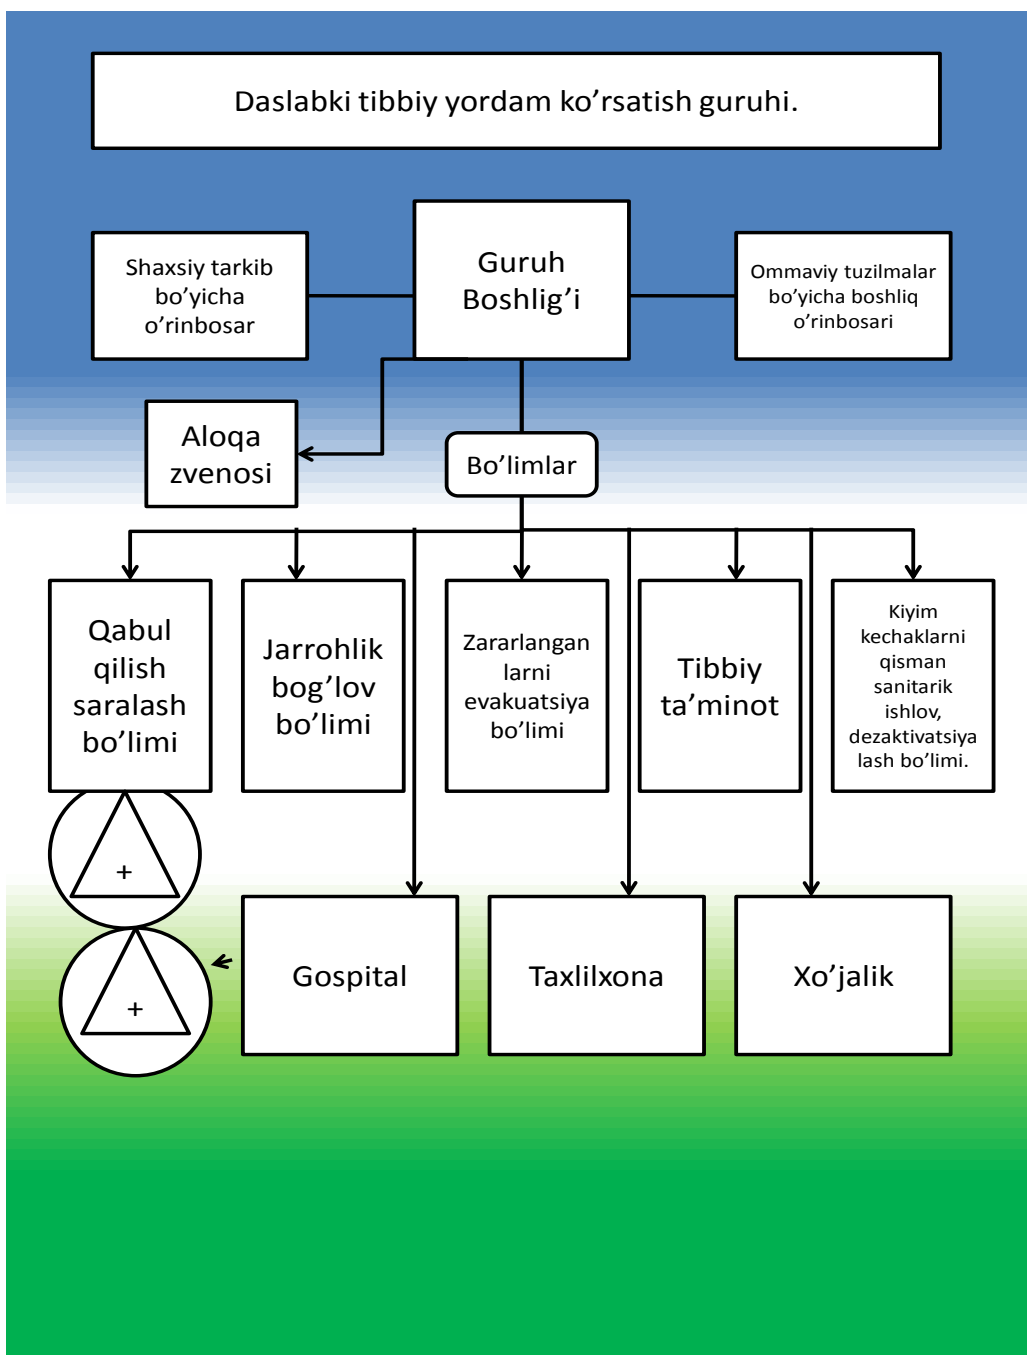 Daslabki tibbiy yordam ko’rsatish guruhi.
Shaxsiy tarkib
bo’yicha
o’rinbosar
Guruh
Boshlig’i
Ommaviy tuzilmalar
bo’yicha boshliq
o’rinbosari
Aloqa
zvenosi
Bo’limlar
Qabul
qilish
saralash
bo’limi
Jarrohlik
bog’lov
bo’limi
Zararlangan
larni
evakuatsiya
bo’limi
Tibbiy
ta’minot
Kiyim
kechaklarni
qisman
sanitarik
ishlov,
dezaktivatsiya
lash bo’limi.
+
+
Gospital
Taxlilxona
Xo’jalik